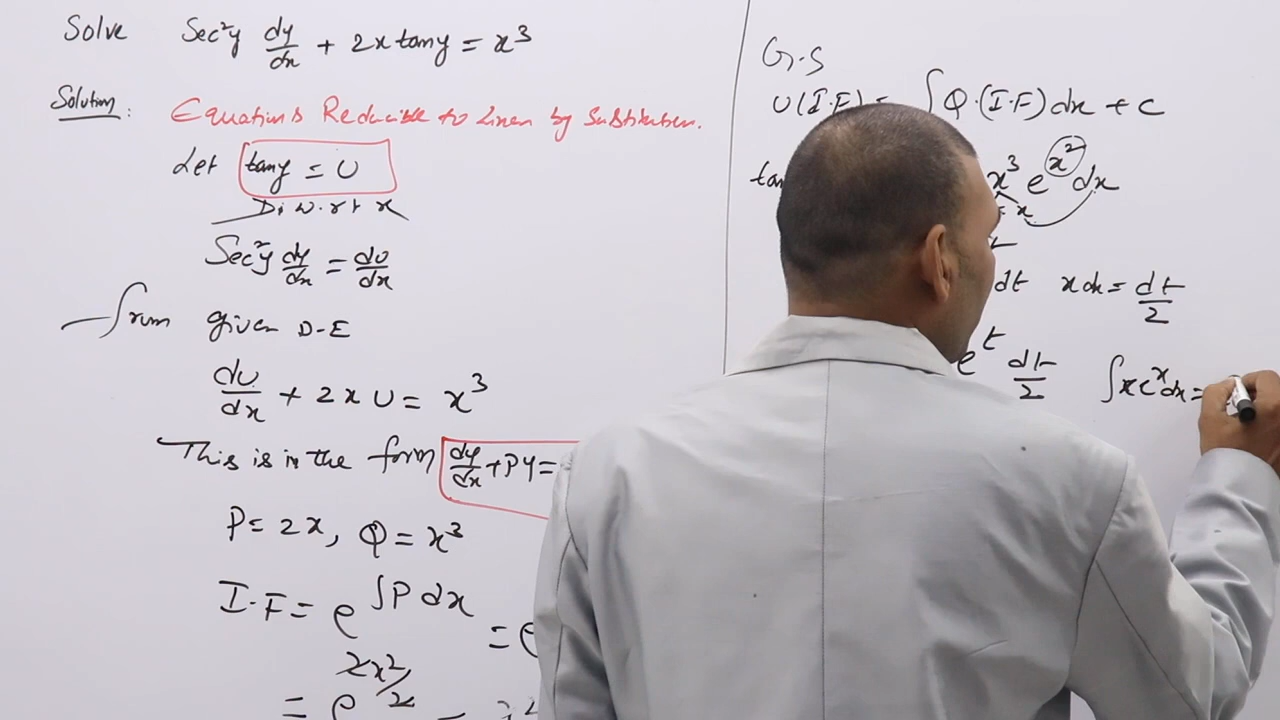 Solve Sec²y dy/dx + 2x tany = x³
Solution:
Equations Reducible to Linear by Substitution.
Let tany = U
D. w.r.t x
Sec²y dy/dx = dU/dx
From given D-E
dU/dx + 2x U = x³
This is in the form dy/dx + Py =
P = 2x, Q = x³
I.F = e^∫P dx = e
= e^2x²/2 =
G.S
U(I.F) = ∫Q.(I.F)dx + C
tan x³ e^x² dx
dt x dx = dt/2
e^t dt/2 ∫x e^x dx =